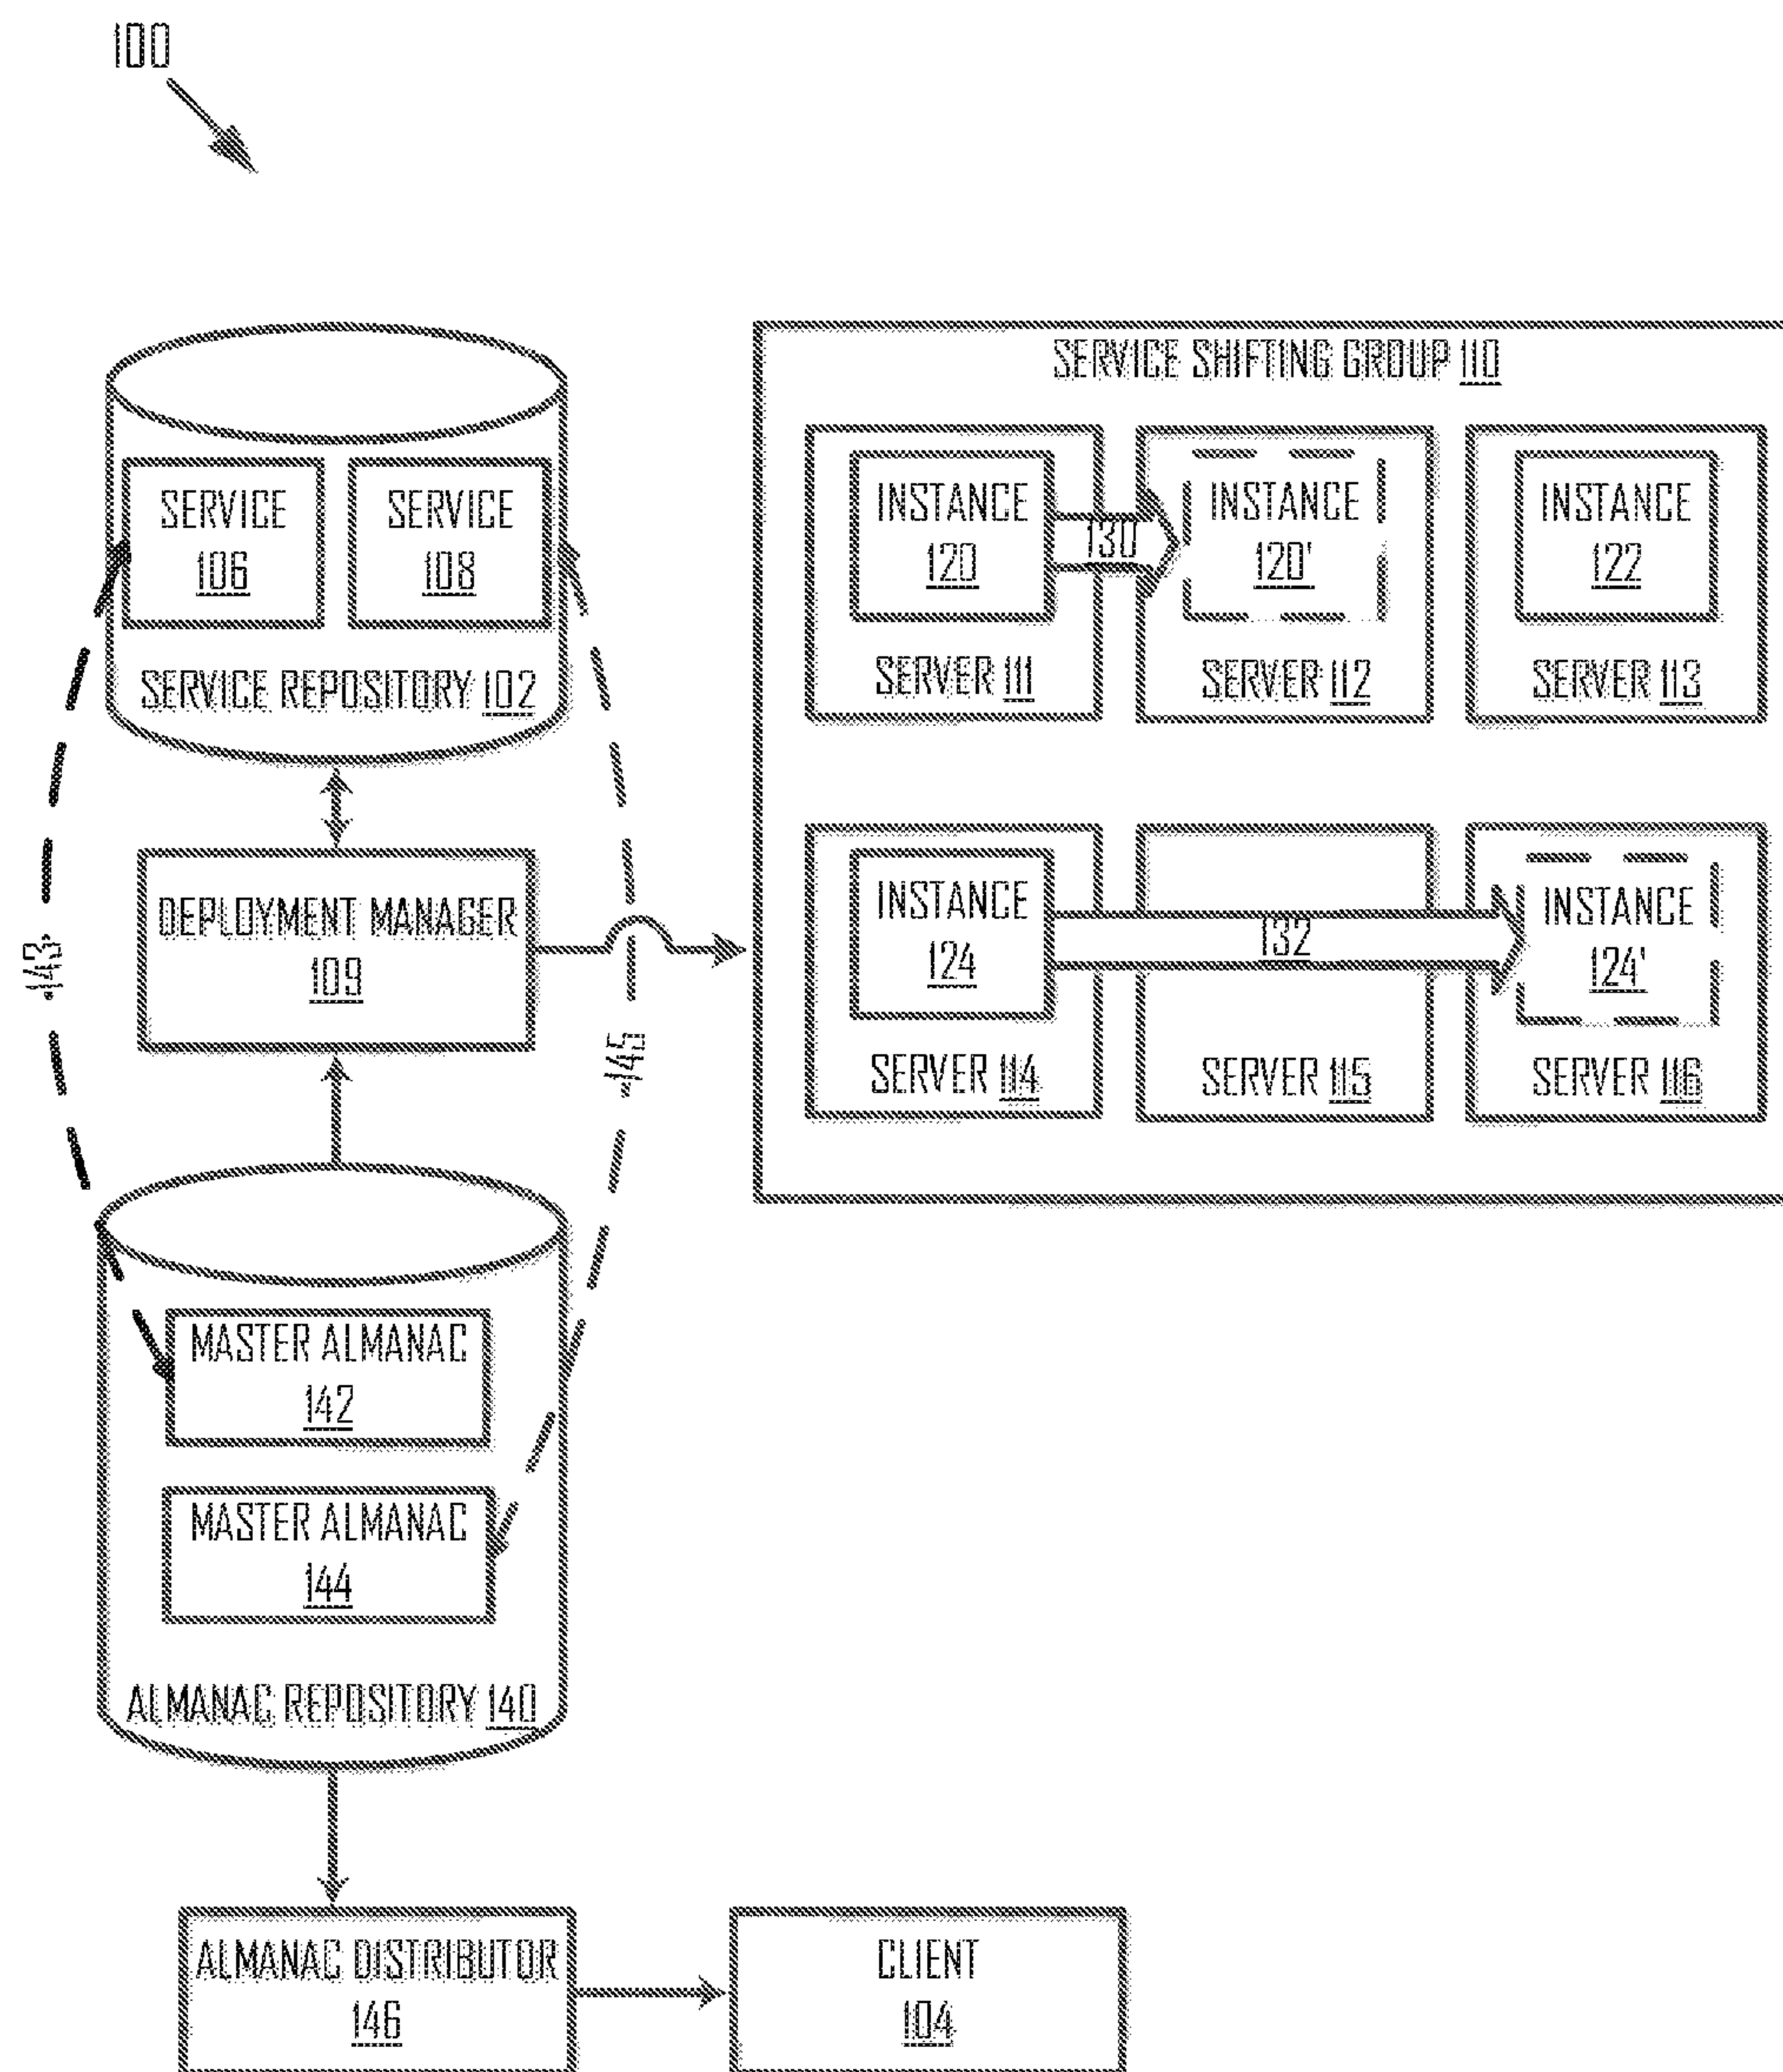 100
SERVICE SHIFTING GROUP 110
SERVICE
106
SERVICE
108
SERVICE REPOSITORY 102
INSTANCE
120
130
INSTANCE
120'
INSTANCE
122
SERVER 111
SERVER 112
SERVER 113
DEPLOYMENT MANAGER
109
143
145
INSTANCE
124
132
INSTANCE
124'
SERVER 114
SERVER 115
SERVER 116
MASTER ALMANAC
142
MASTER ALMANAC
144
ALMANAC REPOSITORY 140
ALMANAC DISTRIBUTOR
146
CLIENT
104